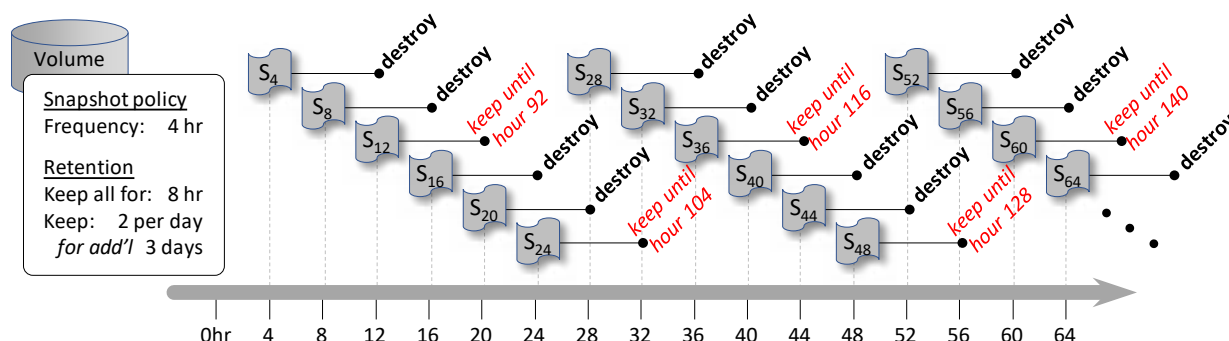 Volume
Snapshot policy
Frequency: 4 hr
Retention
Keep all for: 8 hr
Keep: 2 per day
for add’l 3 days
S4
destroy
S8
destroy
S12
keep until
hour 92
S16
destroy
S20
destroy
S24
keep until
hour 104
S28
destroy
S32
destroy
S36
keep until
hour 116
S40
destroy
S44
destroy
S48
keep until
hour 128
S52
destroy
S56
destroy
S60
keep until
hour 140
S64
destroy
0hr 4 8 12 16 20 24 28 32 36 40 44 48 52 56 60 64